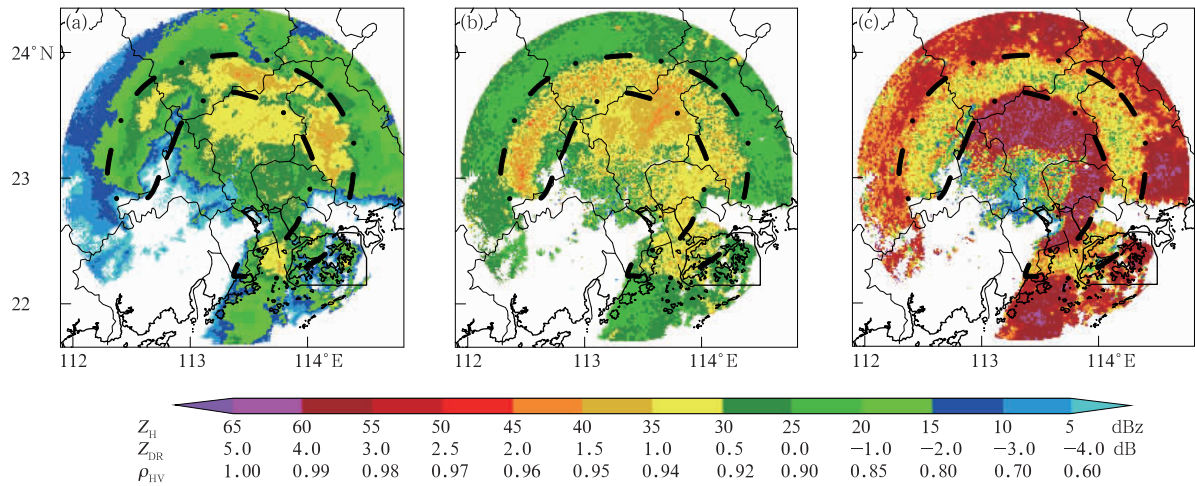 (a) (b) (c)
24°N
23
22
112 113 114°E 112 113 114°E 112 113 114°E
Z_H 65 60 55 50 45 40 35 30 25 20 15 10 5 dBz
Z_DR 5.0 4.0 3.0 2.5 2.0 1.5 1.0 0.5 0.0 −1.0 −2.0 −3.0 −4.0 dB
ρ_HV 1.00 0.99 0.98 0.97 0.96 0.95 0.94 0.92 0.90 0.85 0.80 0.70 0.60